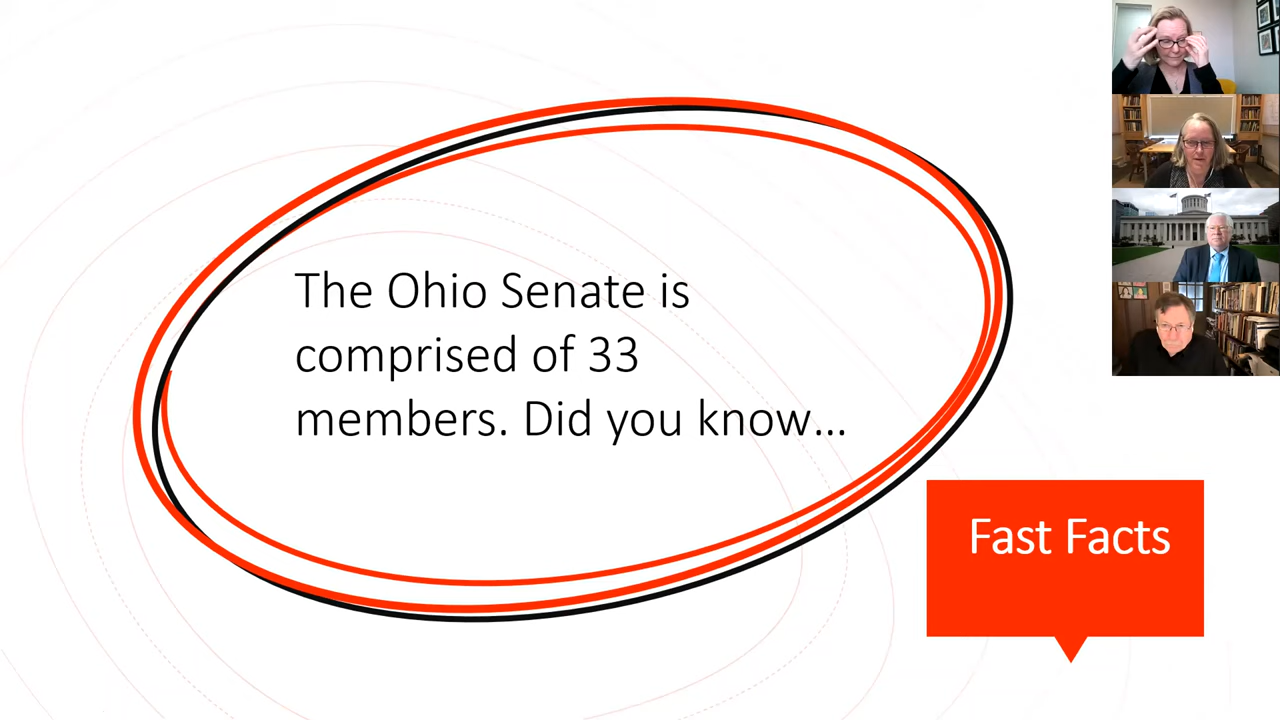 The Ohio Senate is
comprised of 33
members. Did you know…
Fast Facts